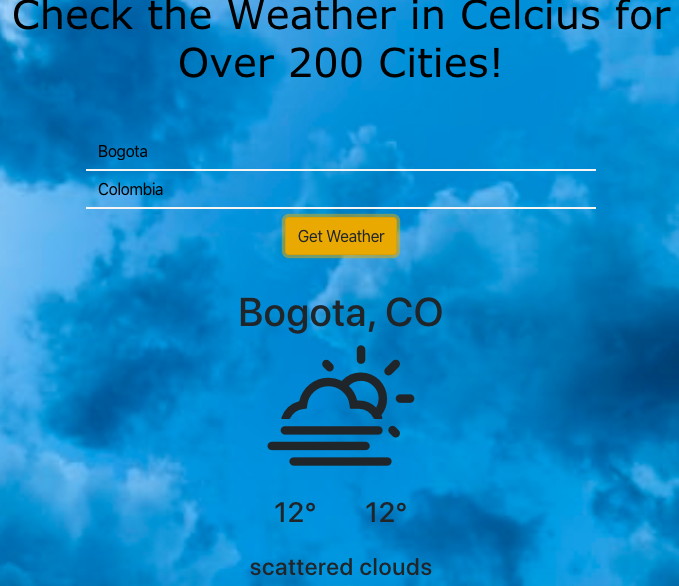 Check the Weather in Celcius for
Over 200 Cities!
Bogota
Colombia
Get Weather
Bogota, CO
12° 12°
scattered clouds